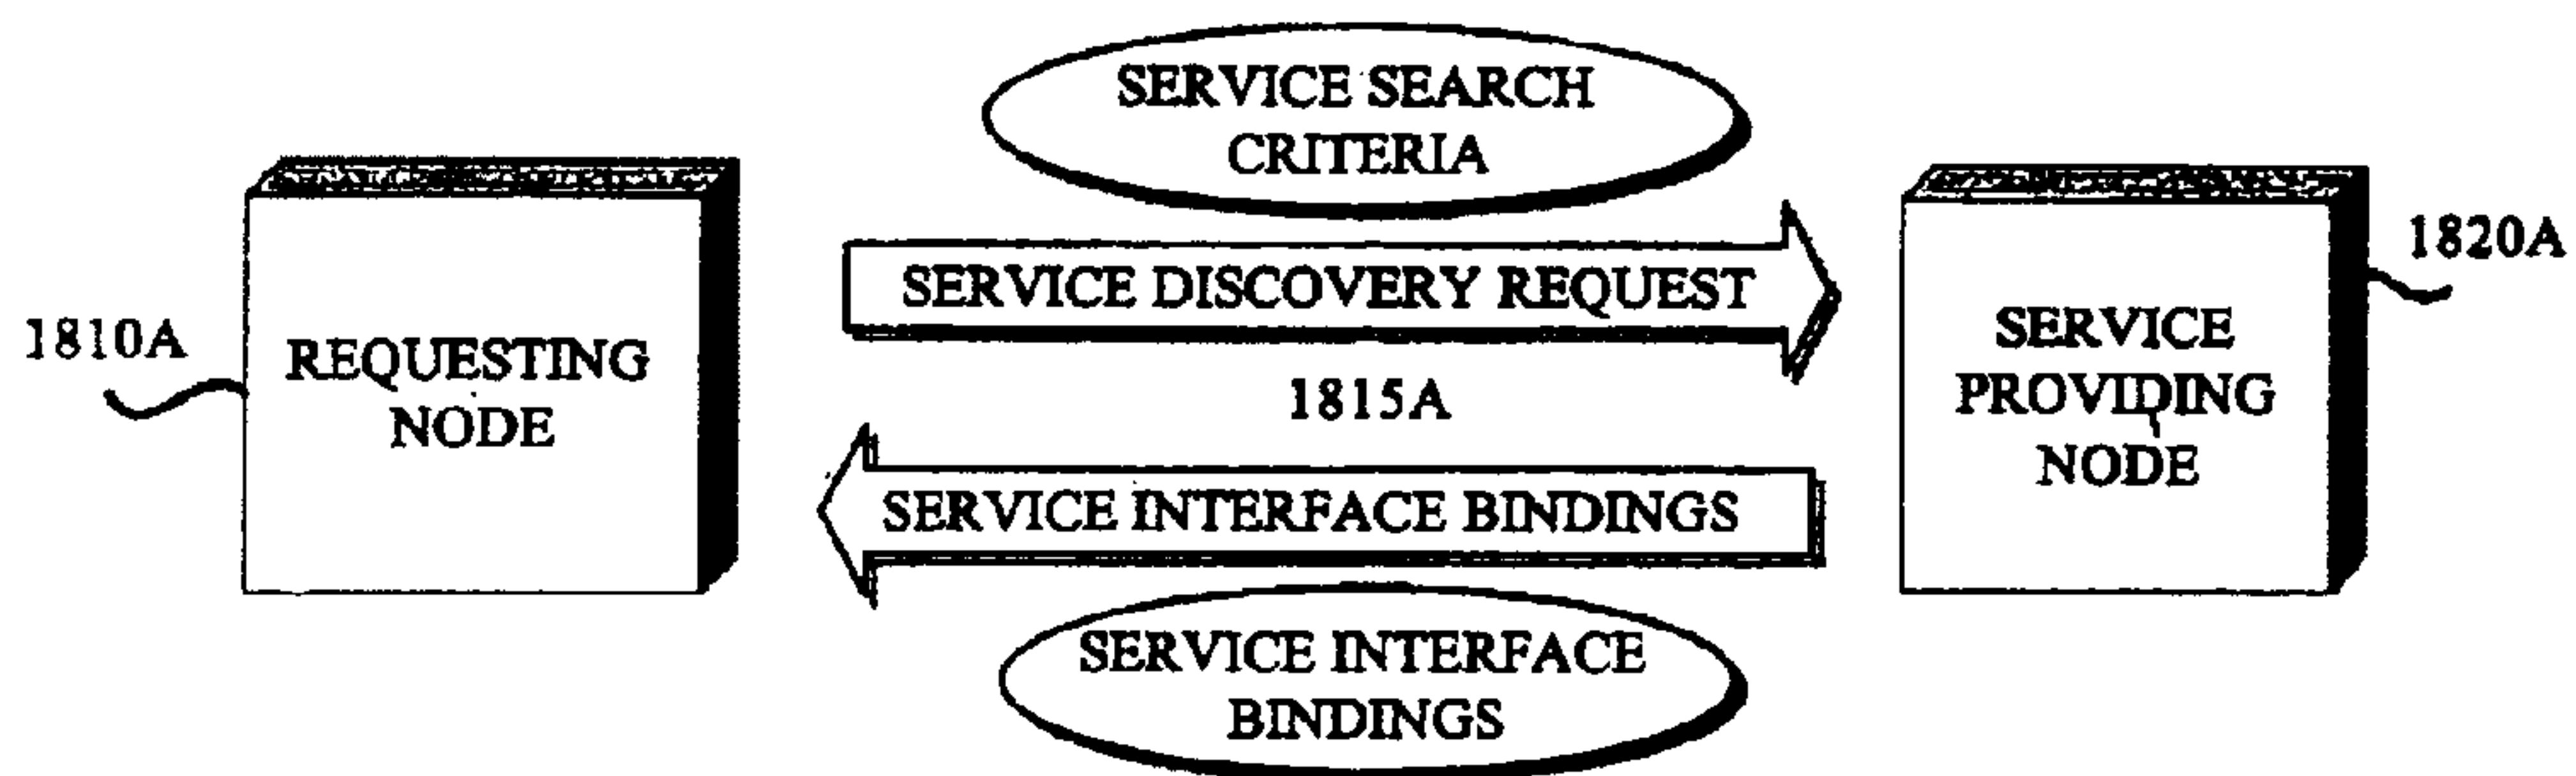 SERVICE SEARCH
CRITERIA
1820A
SERVICE DISCOVERY REQUEST
1810A
REQUESTING
NODE
SERVICE
PROVIDING
NODE
1815A
SERVICE INTERFACE BINDINGS
SERVICE INTERFACE
BINDINGS